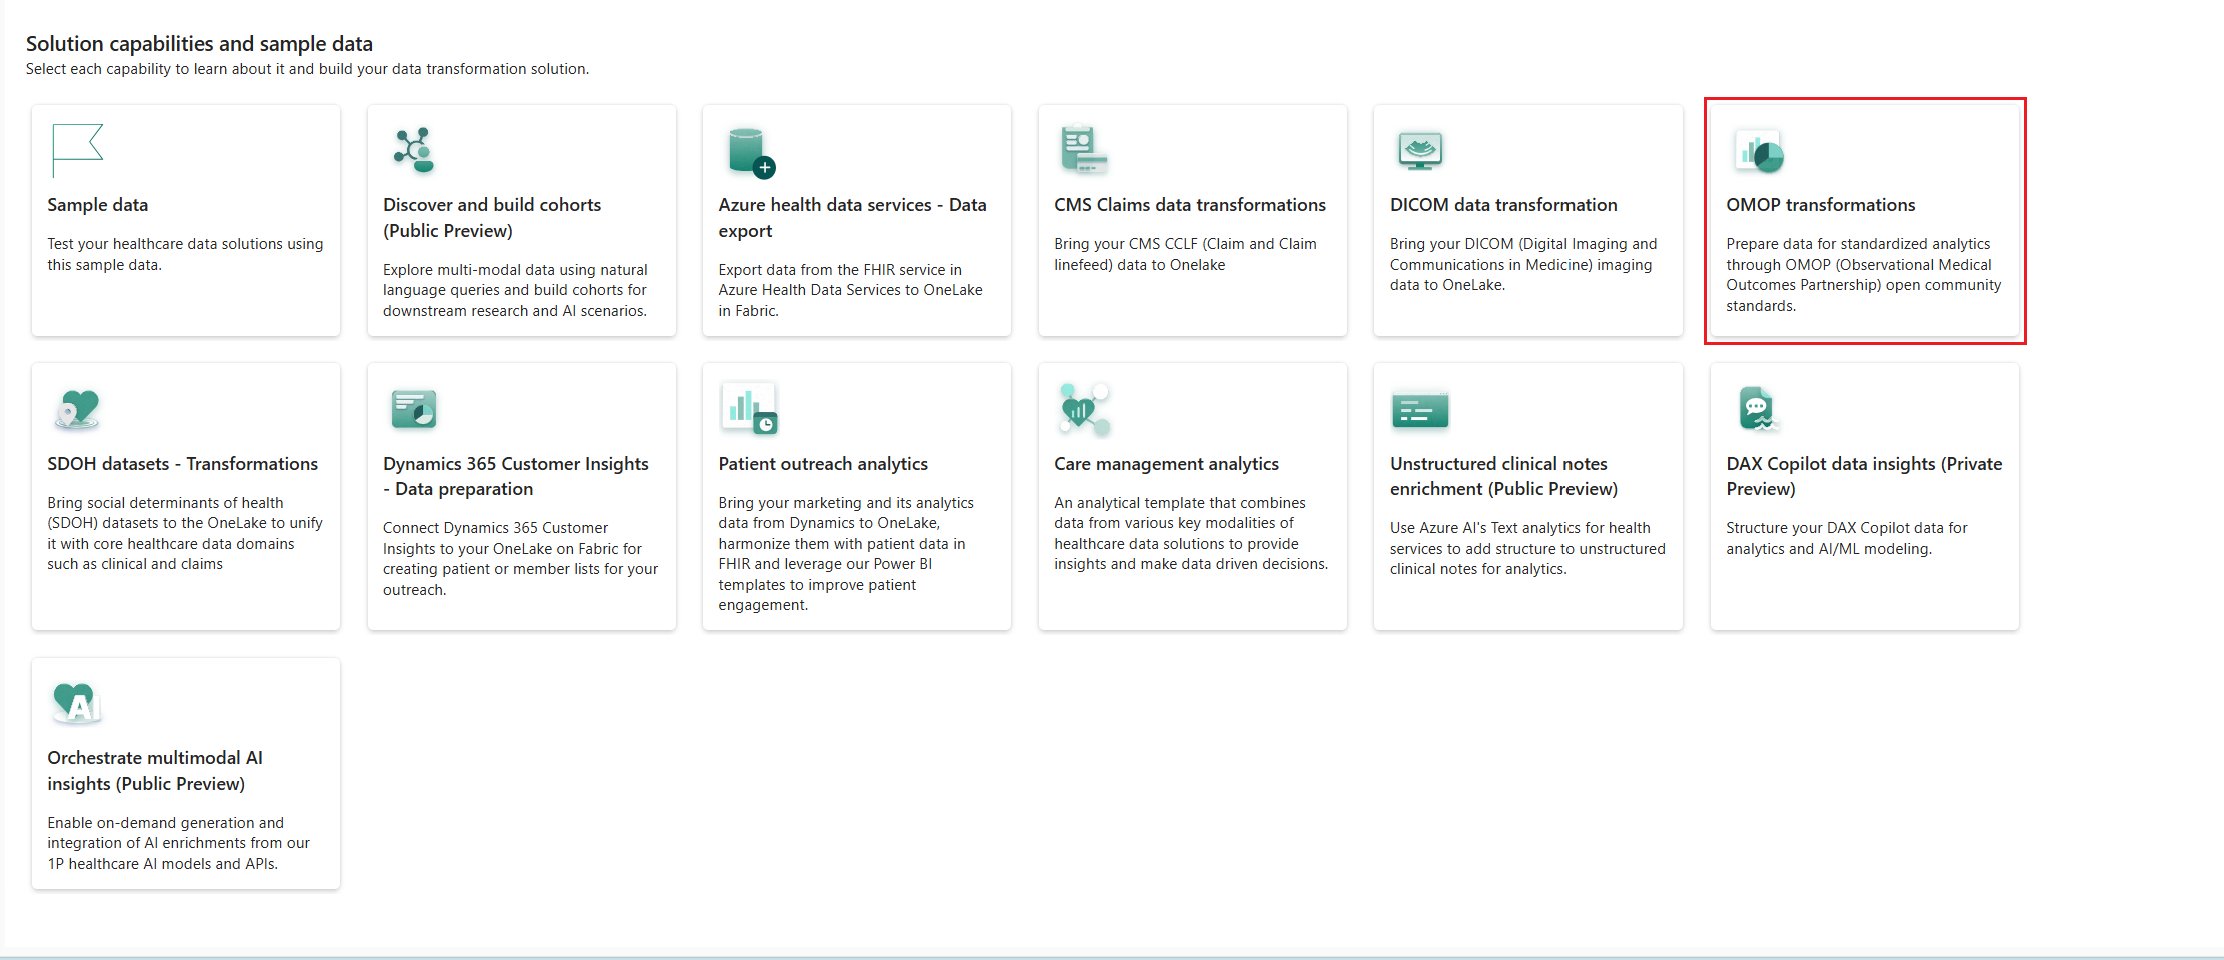 Solution capabilities and sample data
Select each capability to learn about it and build your data transformation solution.
Sample data
Test your healthcare data solutions using
this sample data.
Discover and build cohorts
(Public Preview)
Explore multi-modal data using natural
language queries and build cohorts for
downstream research and AI scenarios.
Azure health data services - Data
export
Export data from the FHIR service in
Azure Health Data Services to OneLake
in Fabric.
CMS Claims data transformations
Bring your CMS CCLF (Claim and Claim
linefeed) data to Onelake
DICOM data transformation
Bring your DICOM (Digital Imaging and
Communications in Medicine) imaging
data to OneLake.
OMOP transformations
Prepare data for standardized analytics
through OMOP (Observational Medical
Outcomes Partnership) open community
standards.
SDOH datasets - Transformations
Bring social determinants of health
(SDOH) datasets to the OneLake to unify
it with core healthcare data domains
such as clinical and claims
Dynamics 365 Customer Insights
- Data preparation
Connect Dynamics 365 Customer
Insights to your OneLake on Fabric for
creating patient or member lists for your
outreach.
Patient outreach analytics
Bring your marketing and its analytics
data from Dynamics to OneLake,
harmonize them with patient data in
FHIR and leverage our Power BI
templates to improve patient
engagement.
Care management analytics
An analytical template that combines
data from various key modalities of
healthcare data solutions to provide
insights and make data driven decisions.
Unstructured clinical notes
enrichment (Public Preview)
Use Azure AI's Text analytics for health
services to add structure to unstructured
clinical notes for analytics.
DAX Copilot data insights (Private
Preview)
Structure your DAX Copilot data for
analytics and AI/ML modeling.
AI
Orchestrate multimodal AI
insights (Public Preview)
Enable on-demand generation and
integration of AI enrichments from our
1P healthcare AI models and APIs.